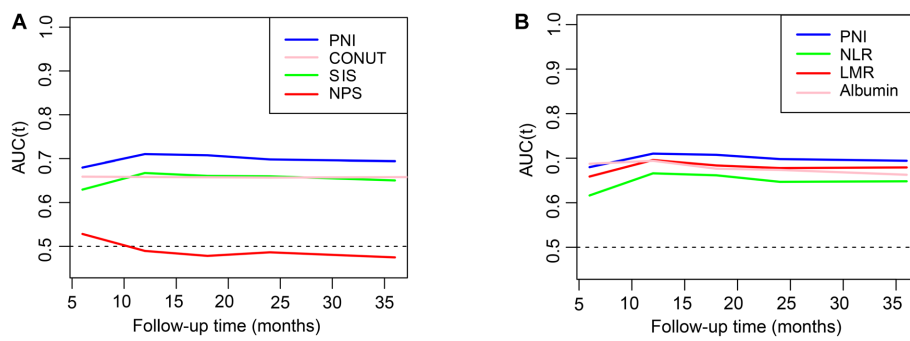 A
PNI
CONUT
SIS
NPS
AUC(t)
1.0
0.9
0.8
0.7
0.6
0.5
5 10 15 20 25 30 35
Follow-up time (months)
B
PNI
NLR
LMR
Albumin
AUC(t)
1.0
0.9
0.8
0.7
0.6
0.5
5 10 15 20 25 30 35
Follow-up time (months)